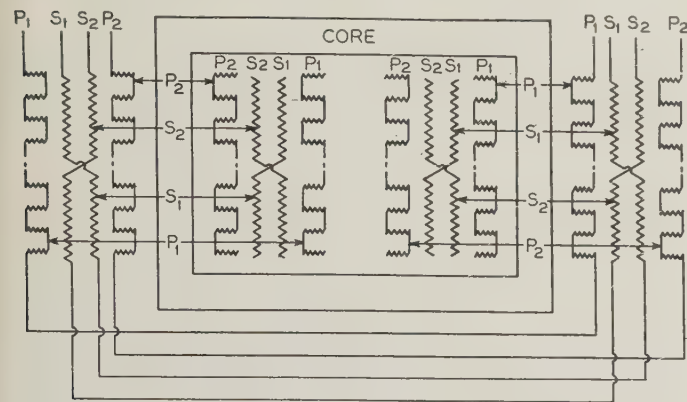 P₁ S₁ S₂ P₂ P₁ S₁ S₂ P₂
CORE
P₂ S₂ S₁ P₁ P₂ S₂ S₁ P₁
P₂ P₁
S₂ S₁
S₁ S₂
P₁ P₂